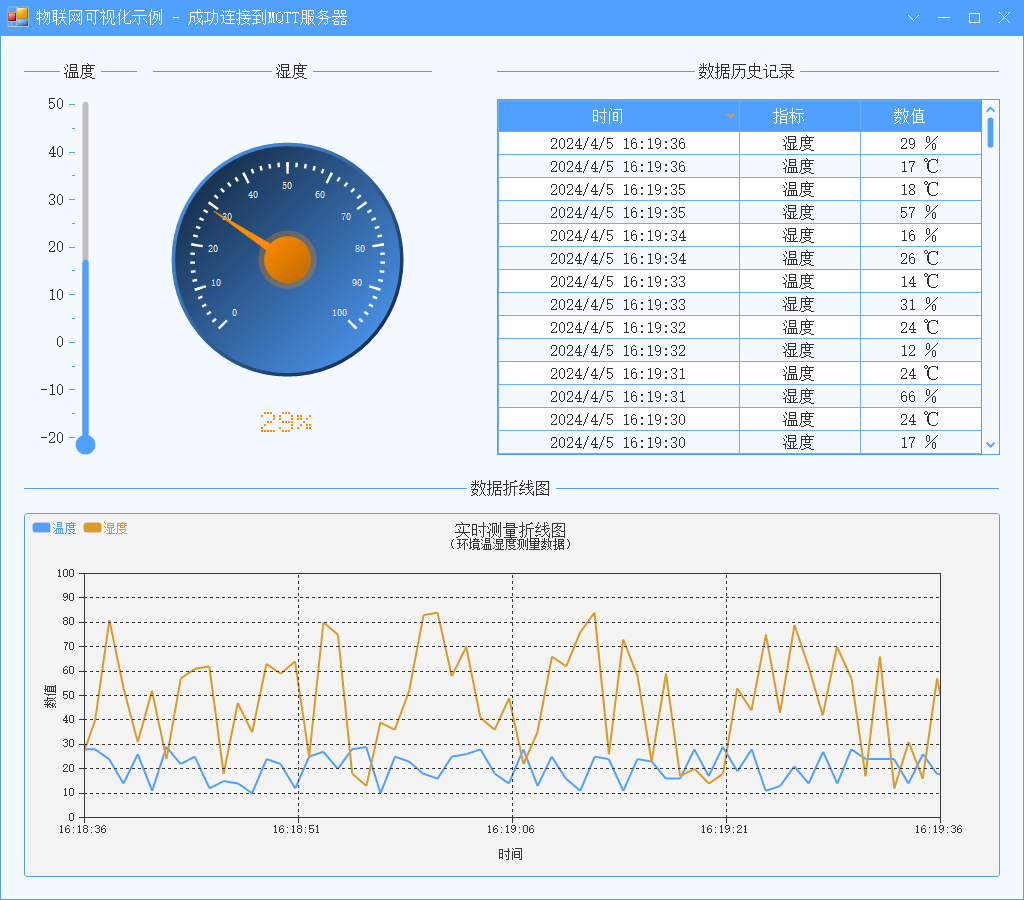 物联网可视化示例 - 成功连接到MQTT服务器
温度
湿度
数据历史记录
50
40
30
20
10
0
-10
-20
0
10
20
30
40
50
60
70
80
90
100
29%
时间 指标 数值
2024/4/5 16:19:36 湿度 29 %
2024/4/5 16:19:36 温度 17 ℃
2024/4/5 16:19:35 温度 18 ℃
2024/4/5 16:19:35 湿度 57 %
2024/4/5 16:19:34 湿度 16 %
2024/4/5 16:19:34 温度 26 ℃
2024/4/5 16:19:33 温度 14 ℃
2024/4/5 16:19:33 湿度 31 %
2024/4/5 16:19:32 温度 24 ℃
2024/4/5 16:19:32 湿度 12 %
2024/4/5 16:19:31 温度 24 ℃
2024/4/5 16:19:31 湿度 66 %
2024/4/5 16:19:30 温度 24 ℃
2024/4/5 16:19:30 湿度 17 %
数据折线图
温度 湿度
实时测量折线图
(环境温湿度测量数据)
数值
100
90
80
70
60
50
40
30
20
10
0
16:18:36 16:18:51 16:19:06 16:19:21 16:19:36
时间